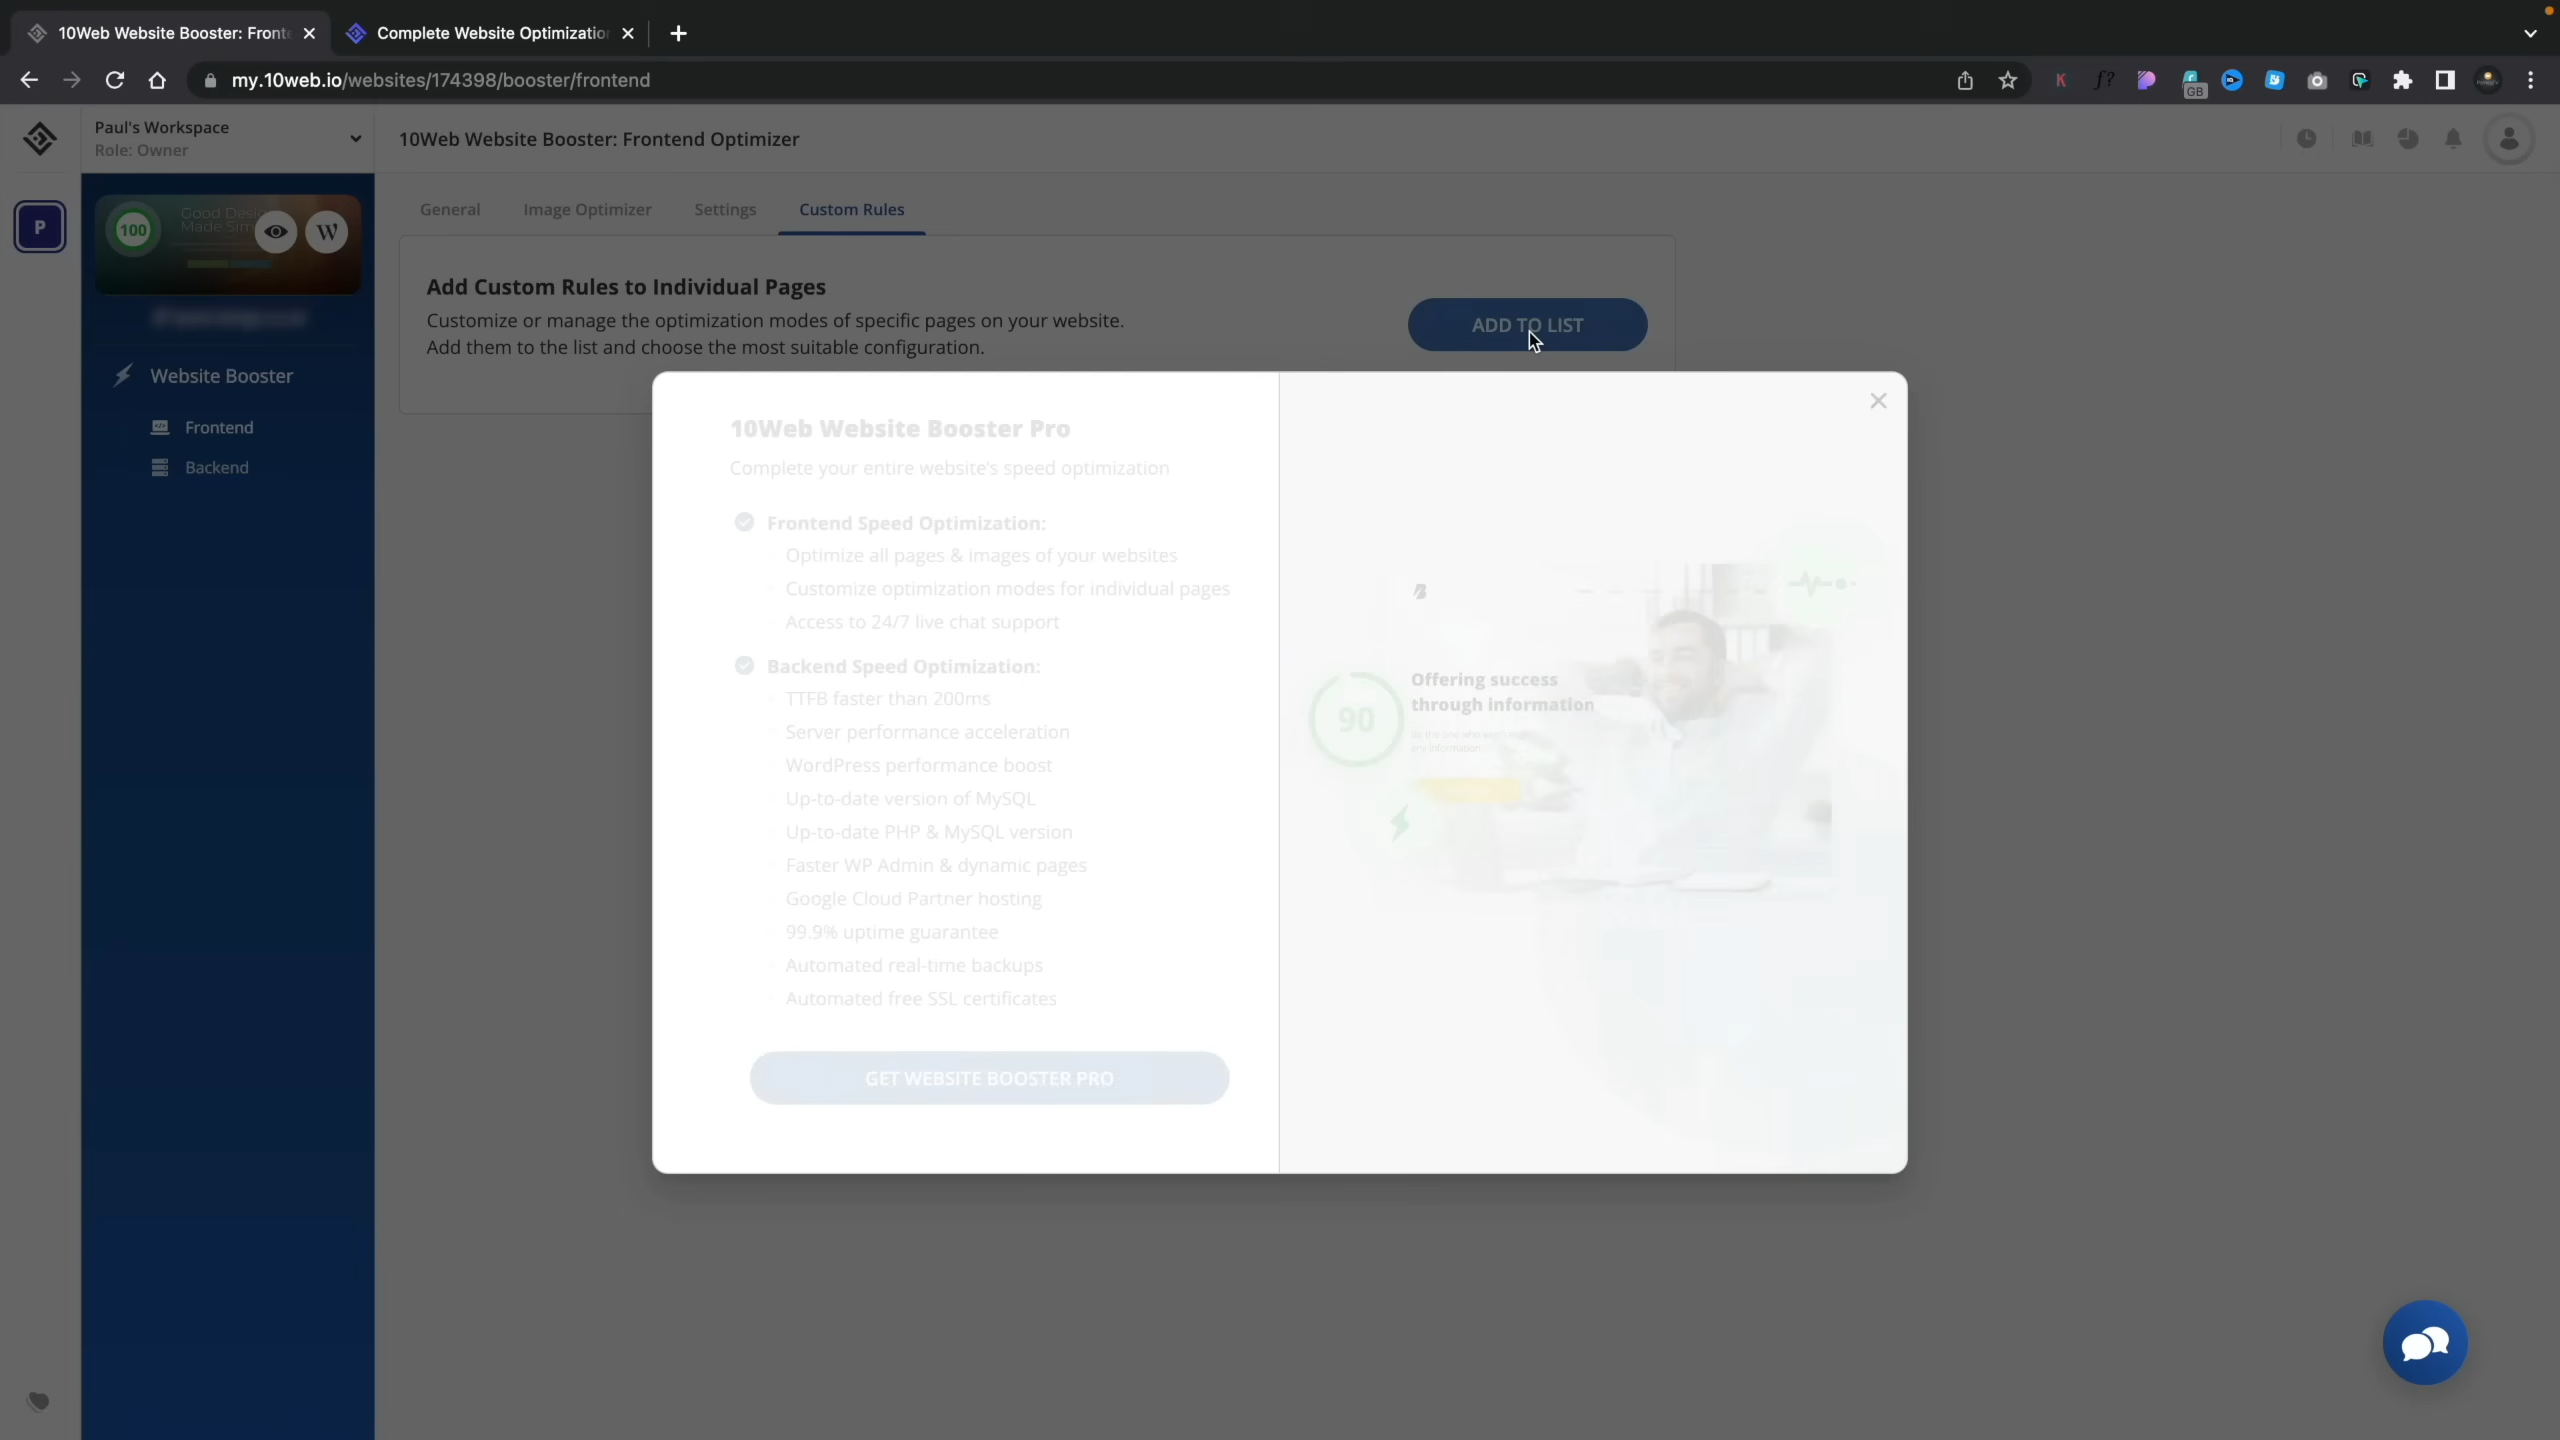 10Web Website Booster: Front
Complete Website Optimizatio
my.10web.io/websites/174398/booster/frontend
GB
Paul's Workspace
Role: Owner
10Web Website Booster: Frontend Optimizer
P
100
Good Desi
Made Sim
Website Booster
Frontend
Backend
General
Image Optimizer
Settings
Custom Rules
Add Custom Rules to Individual Pages
Customize or manage the optimization modes of specific pages on your website.
Add them to the list and choose the most suitable configuration.
ADD TO LIST
10Web Website Booster Pro
Complete your entire website's speed optimization
Frontend Speed Optimization:
Optimize all pages & images of your websites
Customize optimization modes for individual pages
Access to 24/7 live chat support
Backend Speed Optimization:
TTFB faster than 200ms
Server performance acceleration
WordPress performance boost
Up-to-date version of MySQL
Up-to-date PHP & MySQL version
Faster WP Admin & dynamic pages
Google Cloud Partner hosting
99.9% uptime guarantee
Automated real-time backups
Automated free SSL certificates
GET WEBSITE BOOSTER PRO
90
Offering success
through information